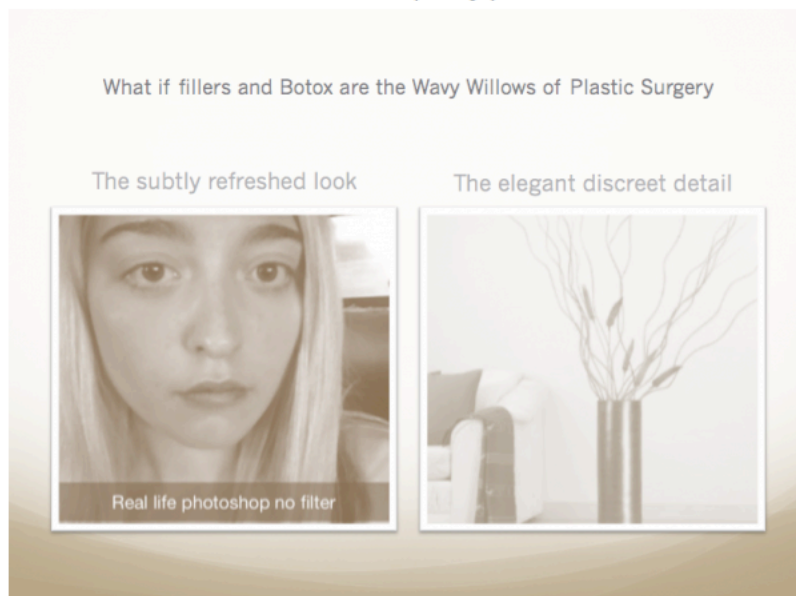 What if fillers and Botox are the Wavy Willows of Plastic Surgery
The subtly refreshed look
The elegant discreet detail
Real life photoshop no filter